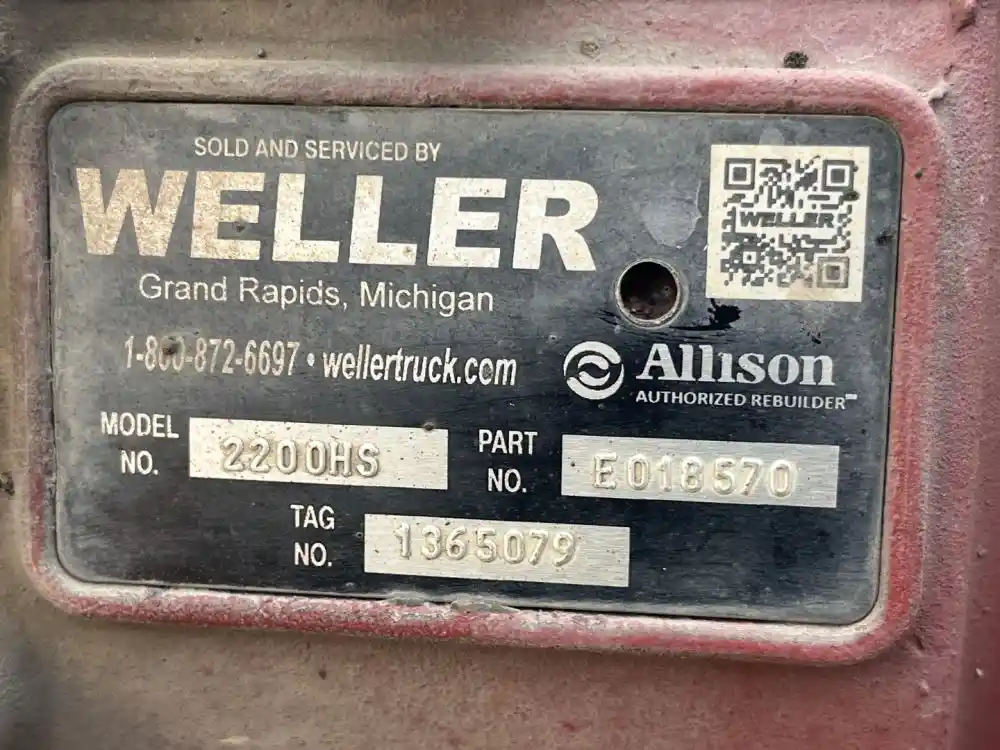 SOLD AND SERVICED BY
WELLER
WELLER
Grand Rapids, Michigan
1-800-872-6697 • wellertruck.com
Allison
AUTHORIZED REBUILDER℠
MODEL NO. 2200HS
PART NO. E018570
TAG NO. 1365079